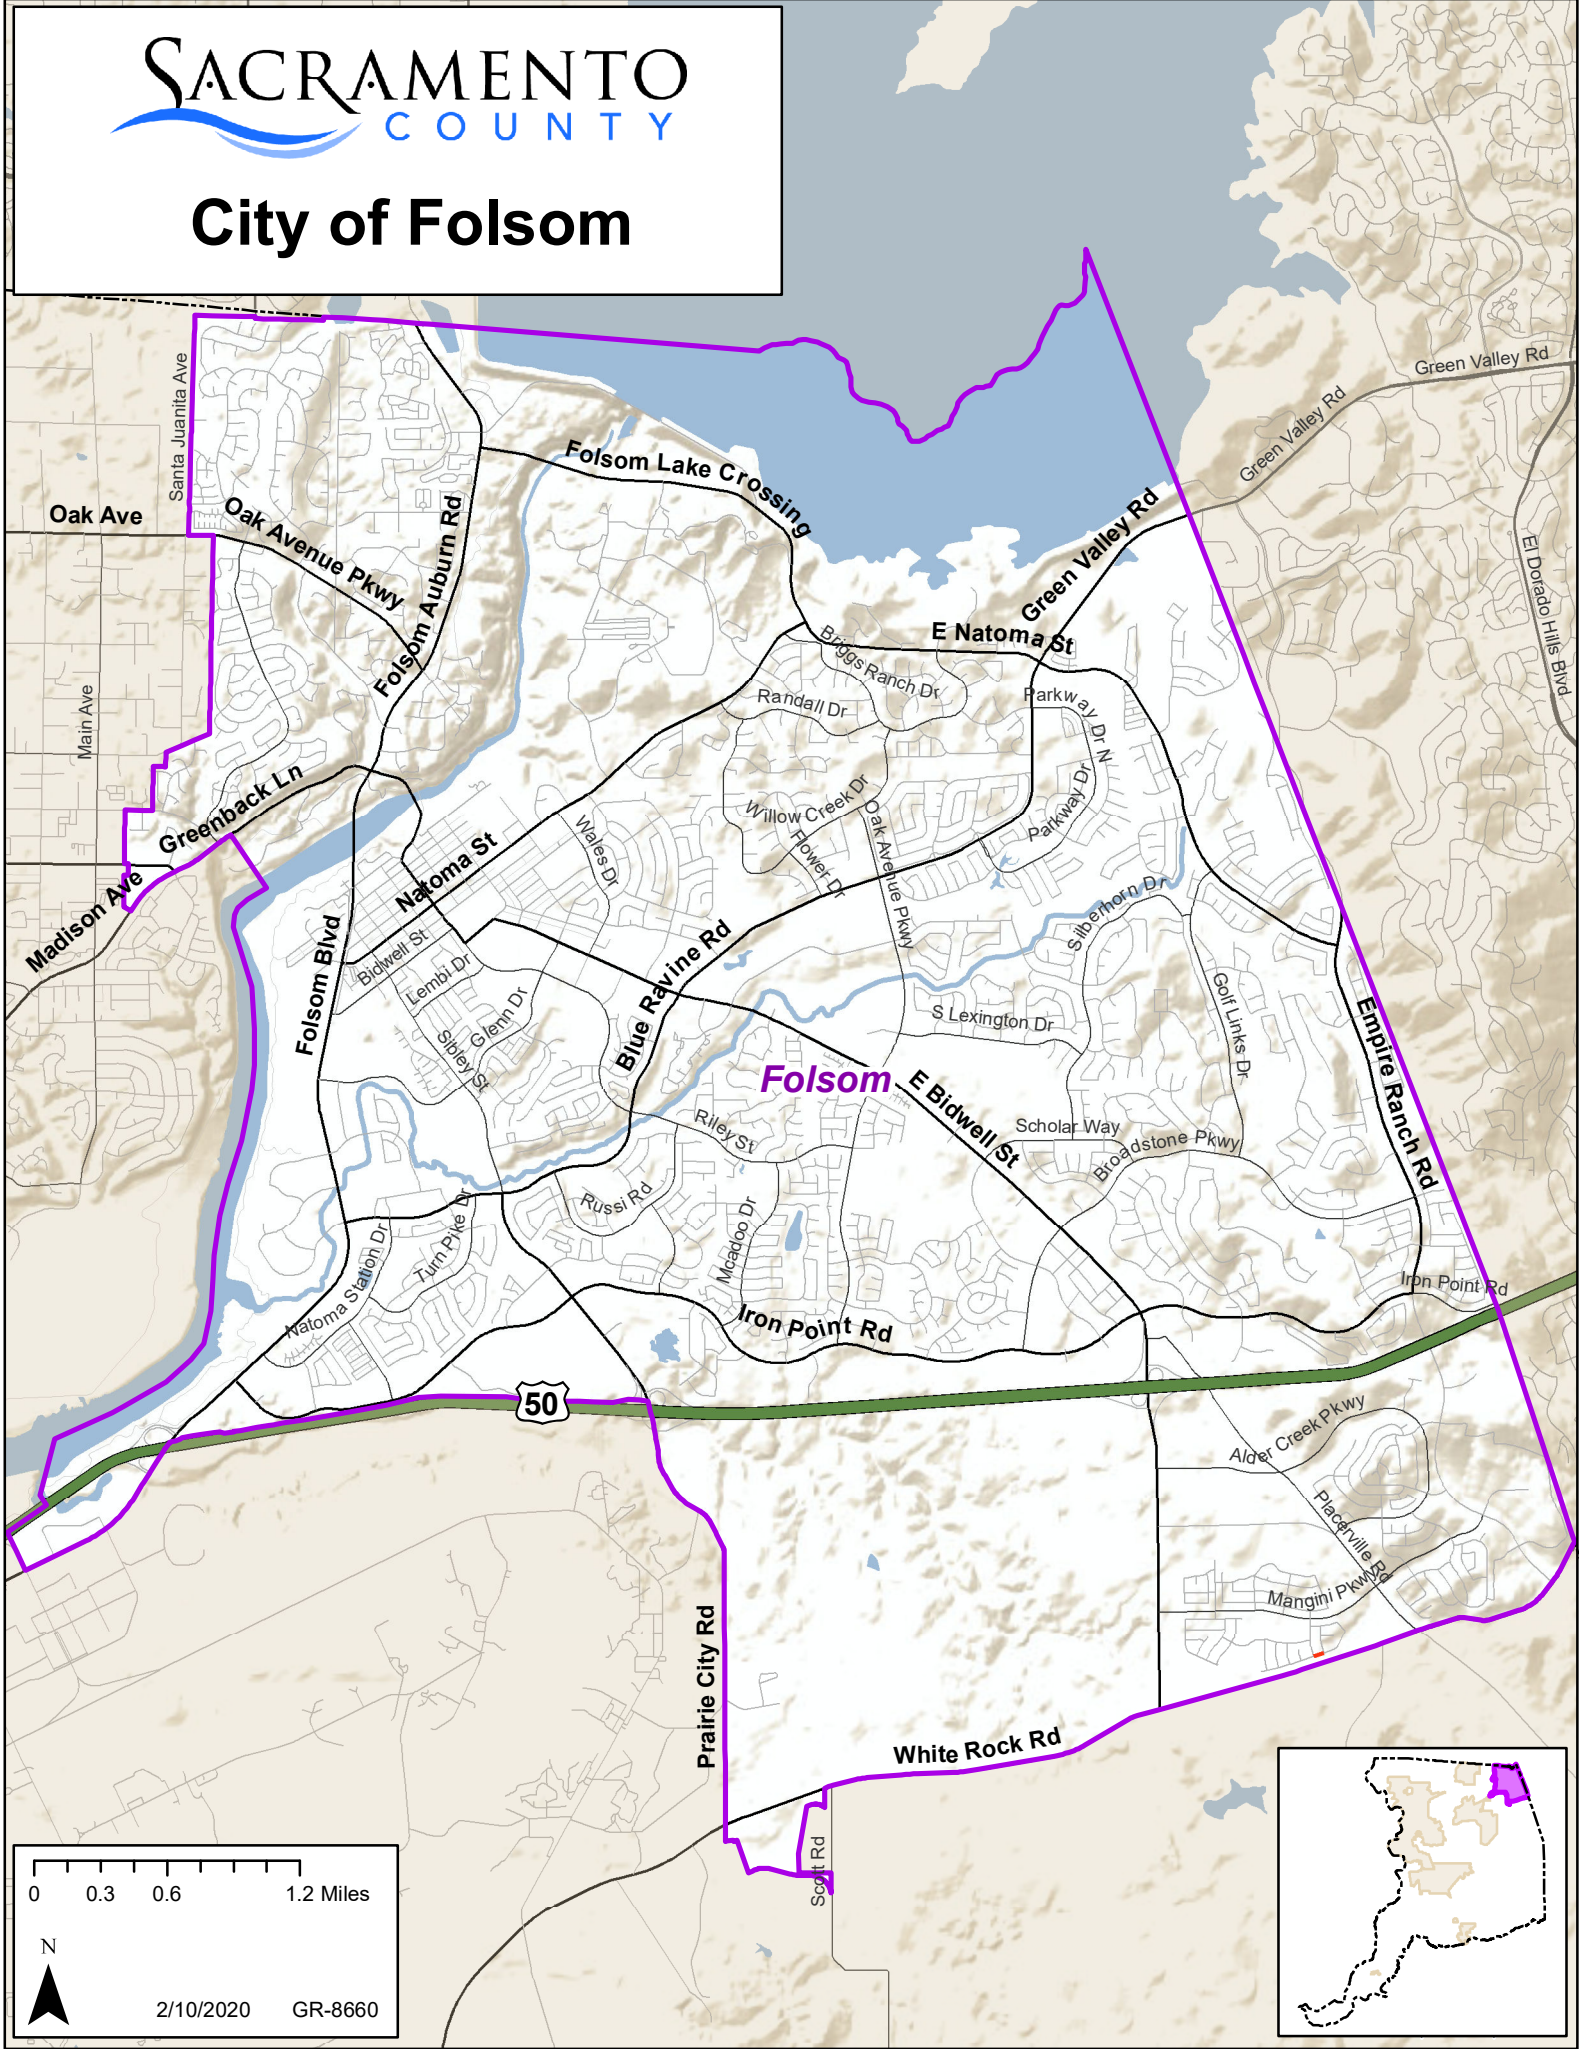 SACRAMENTO
COUNTY
City of Folsom
Green Valley Rd
Green Valley Rd
Santa Juanita Ave
Folsom Lake Crossing
Oak Ave
Oak Avenue Pkwy
Folsom Auburn Rd
Green Valley Rd
El Dorado Hills Blvd
E Natoma St
Briggs Ranch Dr
Randall Dr
Parkway Dr N
Main Ave
Greenback Ln
Willow Creek Dr
Parkway Dr
Wales Dr
Flower Dr
Oak Avenue Pkwy
Natoma St
Madison Ave
Silberhorn Dr
Folsom Blvd
Bidwell St
Lembi Dr
Blue Ravine Rd
Glenn Dr
Sibley St
S Lexington Dr
Golf Links Dr
Empire Ranch Rd
Folsom
E Bidwell St
Riley St
Scholar Way
Broadstone Pkwy
Russi Rd
Turn Pike Dr
Mcadoo Dr
Natoma Station Dr
Iron Point Rd
Iron Point Rd
50
Alder Creek Pkwy
Placerville Rd
Mangini Pkwy
Prairie City Rd
White Rock Rd
Scott Rd
0 0.3 0.6 1.2 Miles
N
2/10/2020 GR-8660